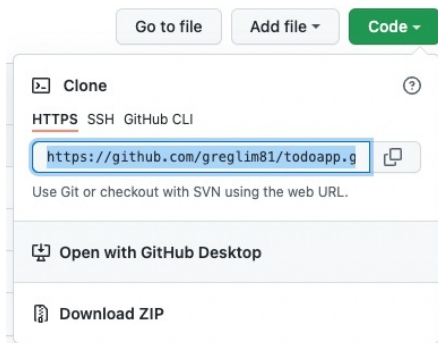 Go to file Add file Code
Clone
HTTPS SSH GitHub CLI
https://github.com/greglim81/todoapp.g
Use Git or checkout with SVN using the web URL.
Open with GitHub Desktop
Download ZIP